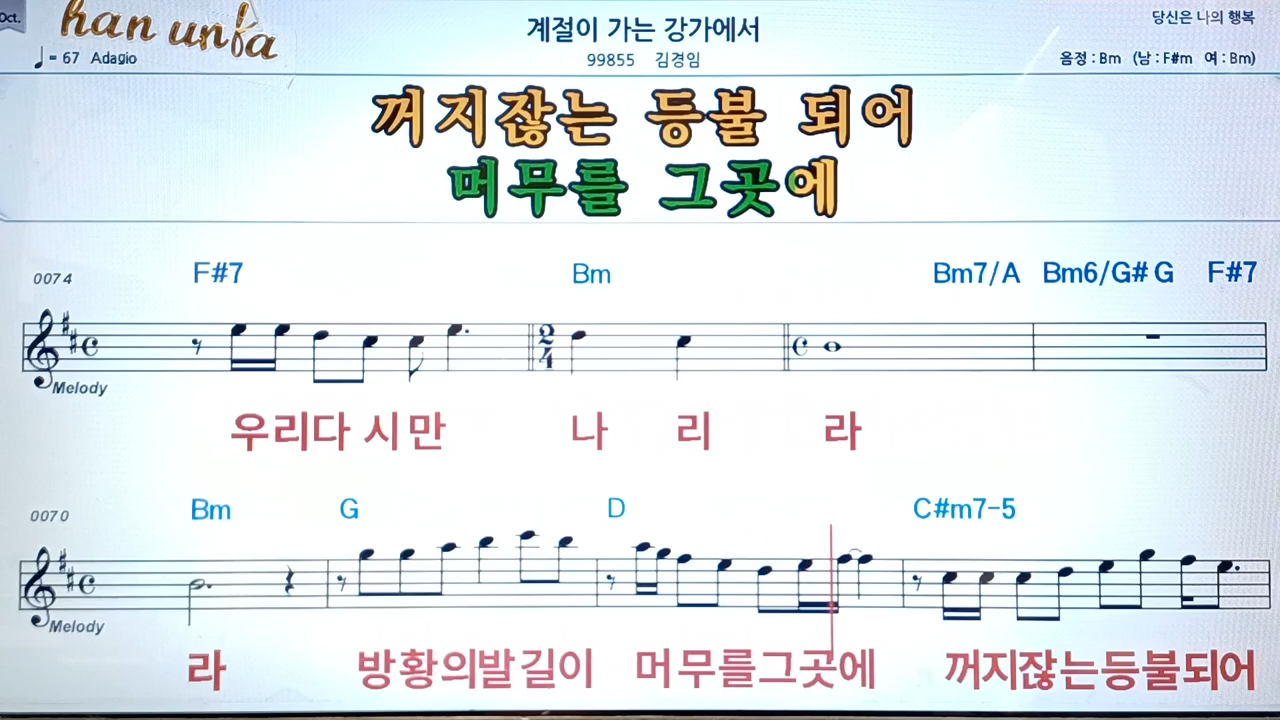 Oct.
han unfa
♩= 67 Adagio
계절이 가는 강가에서
99855 김경임
당신은 나의 행복
음정 : Bm (남 : F#m 여 : Bm)
꺼지잖는 등불 되어
머무를 그곳에
0074
F#7 Bm Bm7/A Bm6/G# G F#7
2
4
Melody
우리다 시만 나 리 라
0070
Bm G D C#m7-5
Melody
라 방황의발길이 머무를그곳에 꺼지잖는등불되어